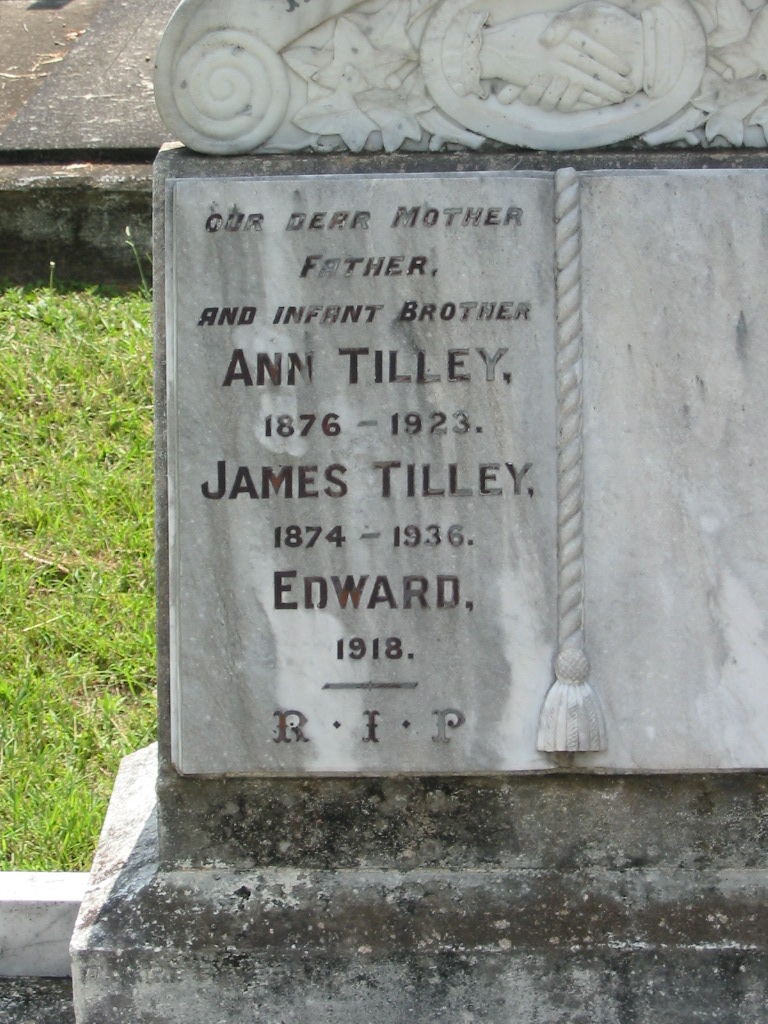 OUR DEAR MOTHER
FATHER,
AND INFANT BROTHER
ANN TILLEY,
1876 - 1923.
JAMES TILLEY,
1874 - 1936.
EDWARD,
1918.
R · I · P